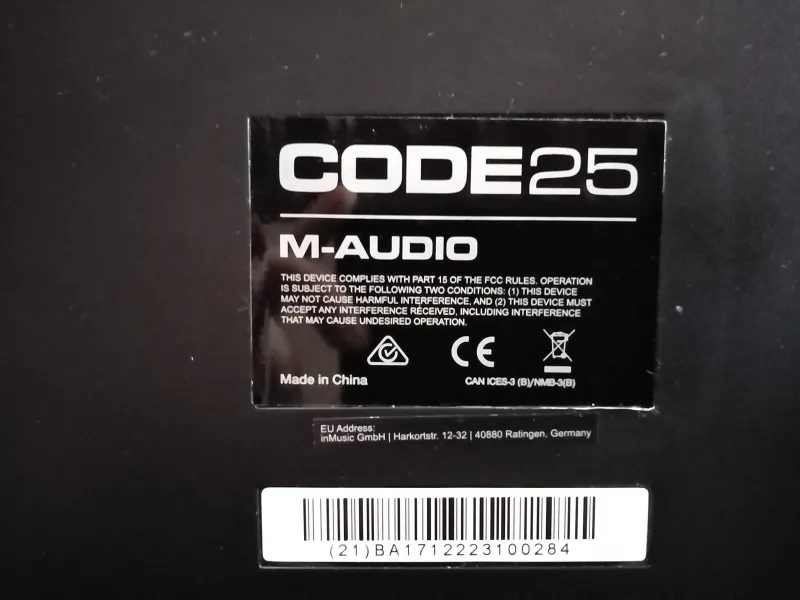 CODE25
M-AUDIO
THIS DEVICE COMPLIES WITH PART 15 OF THE FCC RULES. OPERATION
IS SUBJECT TO THE FOLLOWING TWO CONDITIONS: (1) THIS DEVICE
MAY NOT CAUSE HARMFUL INTERFERENCE, AND (2) THIS DEVICE MUST
ACCEPT ANY INTERFERENCE RECEIVED, INCLUDING INTERFERENCE
THAT MAY CAUSE UNDESIRED OPERATION.
CE
Made in China
CAN ICES-3 (B)/NMB-3(B)
EU Address:
inMusic GmbH | Harkortstr. 12-32 | 40880 Ratingen, Germany
(21)BA1712223100284